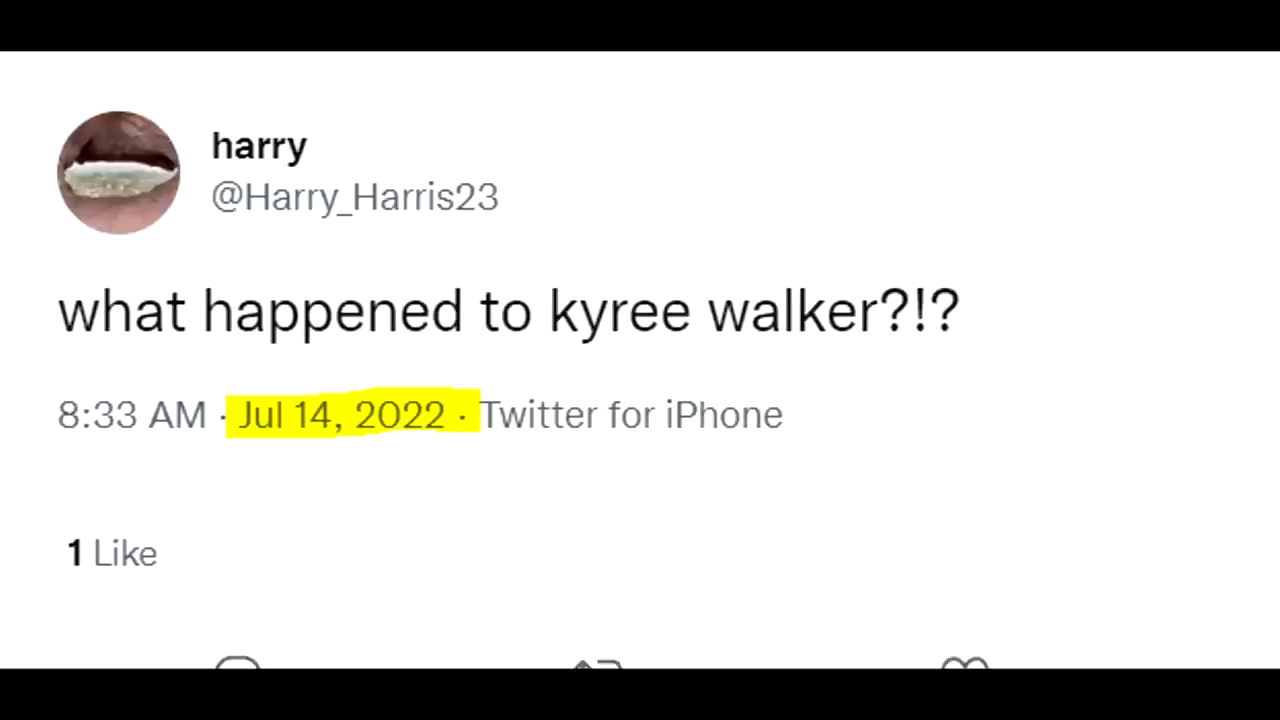 harry
@Harry_Harris23
what happened to kyree walker?!?
8:33 AM · Jul 14, 2022 · Twitter for iPhone
1 Like